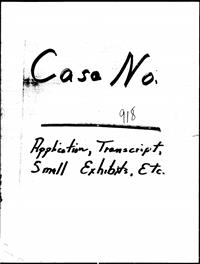 Case No.
918
Application, Transcript,
Small Exhibits, Etc.